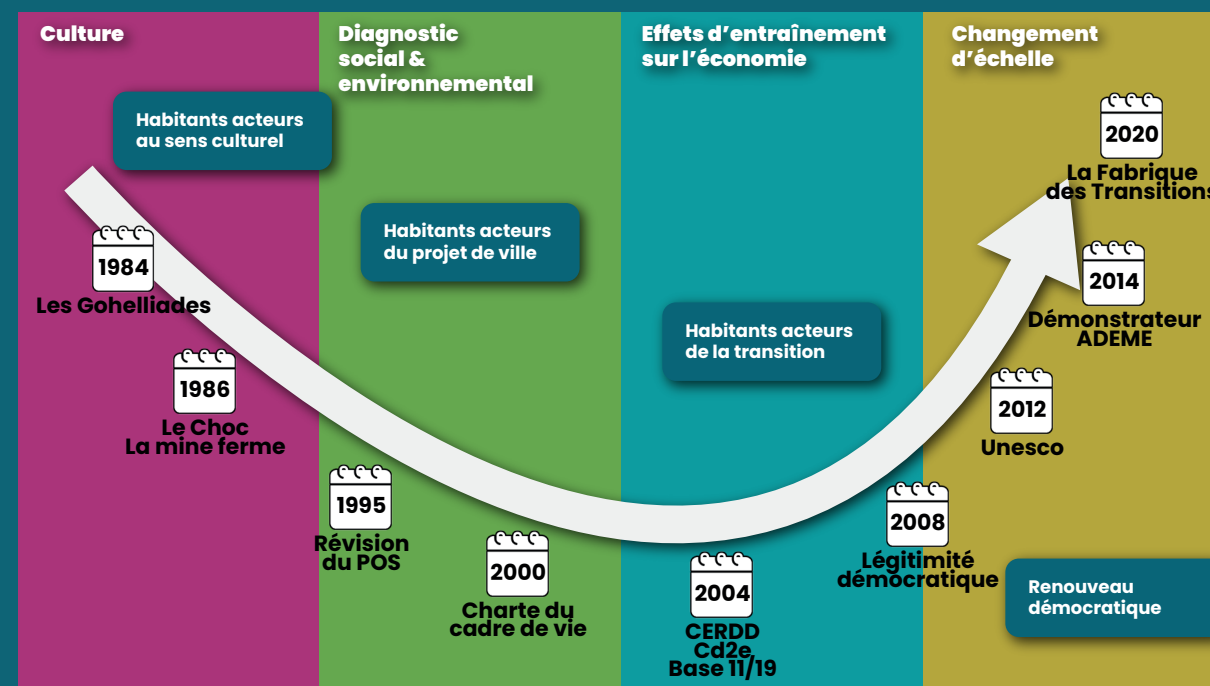 Culture
Habitants acteurs
au sens culturel
1984
Les Gohelliades
1986
Le Choc
La mine ferme
Diagnostic
social &
environnemental
Habitants acteurs
du projet de ville
1995
Révision
du POS
2000
Charte du
cadre de vie
Effets d’entraînement
sur l’économie
Habitants acteurs
de la transition
2004
CERDD
Cd2e
Base 11/19
2008
Légitimité
démocratique
Changement
d’échelle
2020
La Fabrique
des Transitions
2014
Démonstrateur
ADEME
2012
Unesco
Renouveau
démocratique